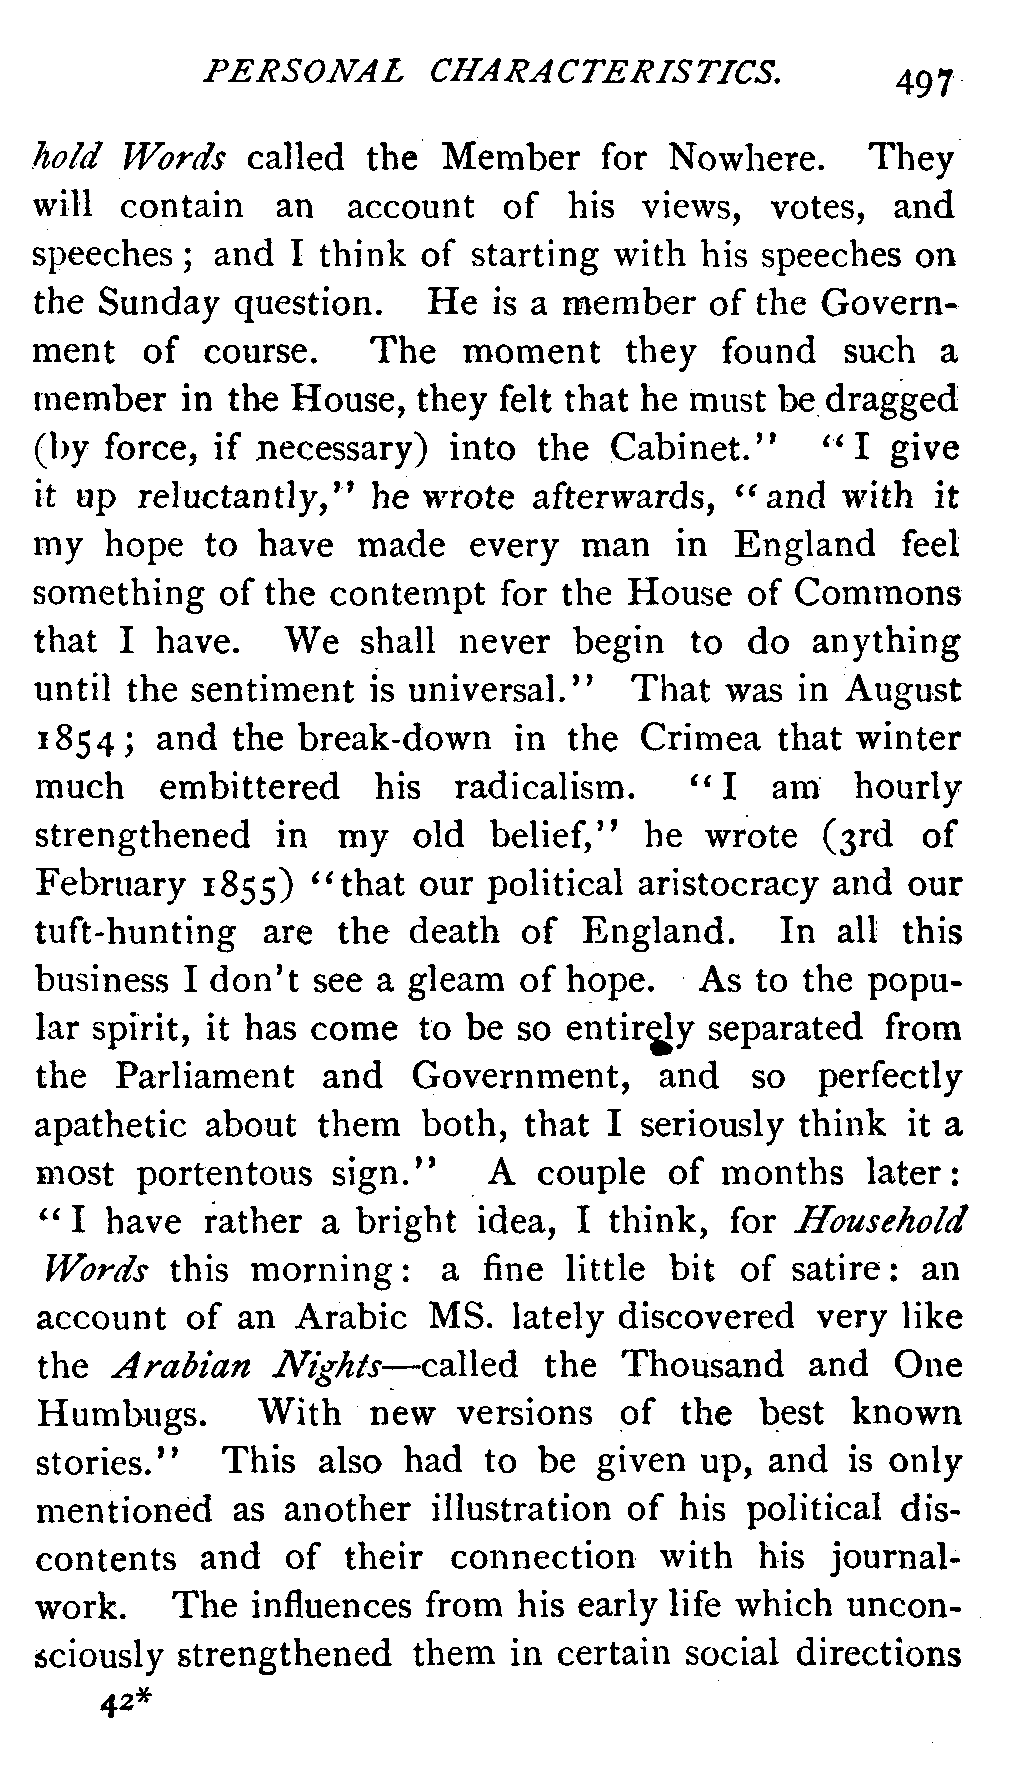 PERSONAL CHARACTERISTICS. 497
hold Words called the Member for Nowhere. They
will contain an account of his views, votes, and
speeches; and I think of starting with his speeches on
the Sunday question. He is a member of the Govern-
ment of course. The moment they found such a
member in the House, they felt that he must be dragged
(by force, if necessary) into the Cabinet." "I give
it up reluctantly," he wrote afterwards, "and with it
my hope to have made every man in England feel
something of the contempt for the House of Commons
that I have. We shall never begin to do anything
until the sentiment is universal." That was in August
1854; and the break-down in the Crimea that winter
much embittered his radicalism. "I am hourly
strengthened in my old belief," he wrote (3rd of
February 1855) "that our political aristocracy and our
tuft-hunting are the death of England. In all this
business I don't see a gleam of hope. As to the popu-
lar spirit, it has come to be so entirely separated from
the Parliament and Government, and so perfectly
apathetic about them both, that I seriously think it a
most portentous sign." A couple of months later:
"I have rather a bright idea, I think, for Household
Words this morning: a fine little bit of satire: an
account of an Arabic MS. lately discovered very like
the Arabian Nights—called the Thousand and One
Humbugs. With new versions of the best known
stories." This also had to be given up, and is only
mentioned as another illustration of his political dis-
contents and of their connection with his journal-
work. The influences from his early life which uncon-
sciously strengthened them in certain social directions
42*